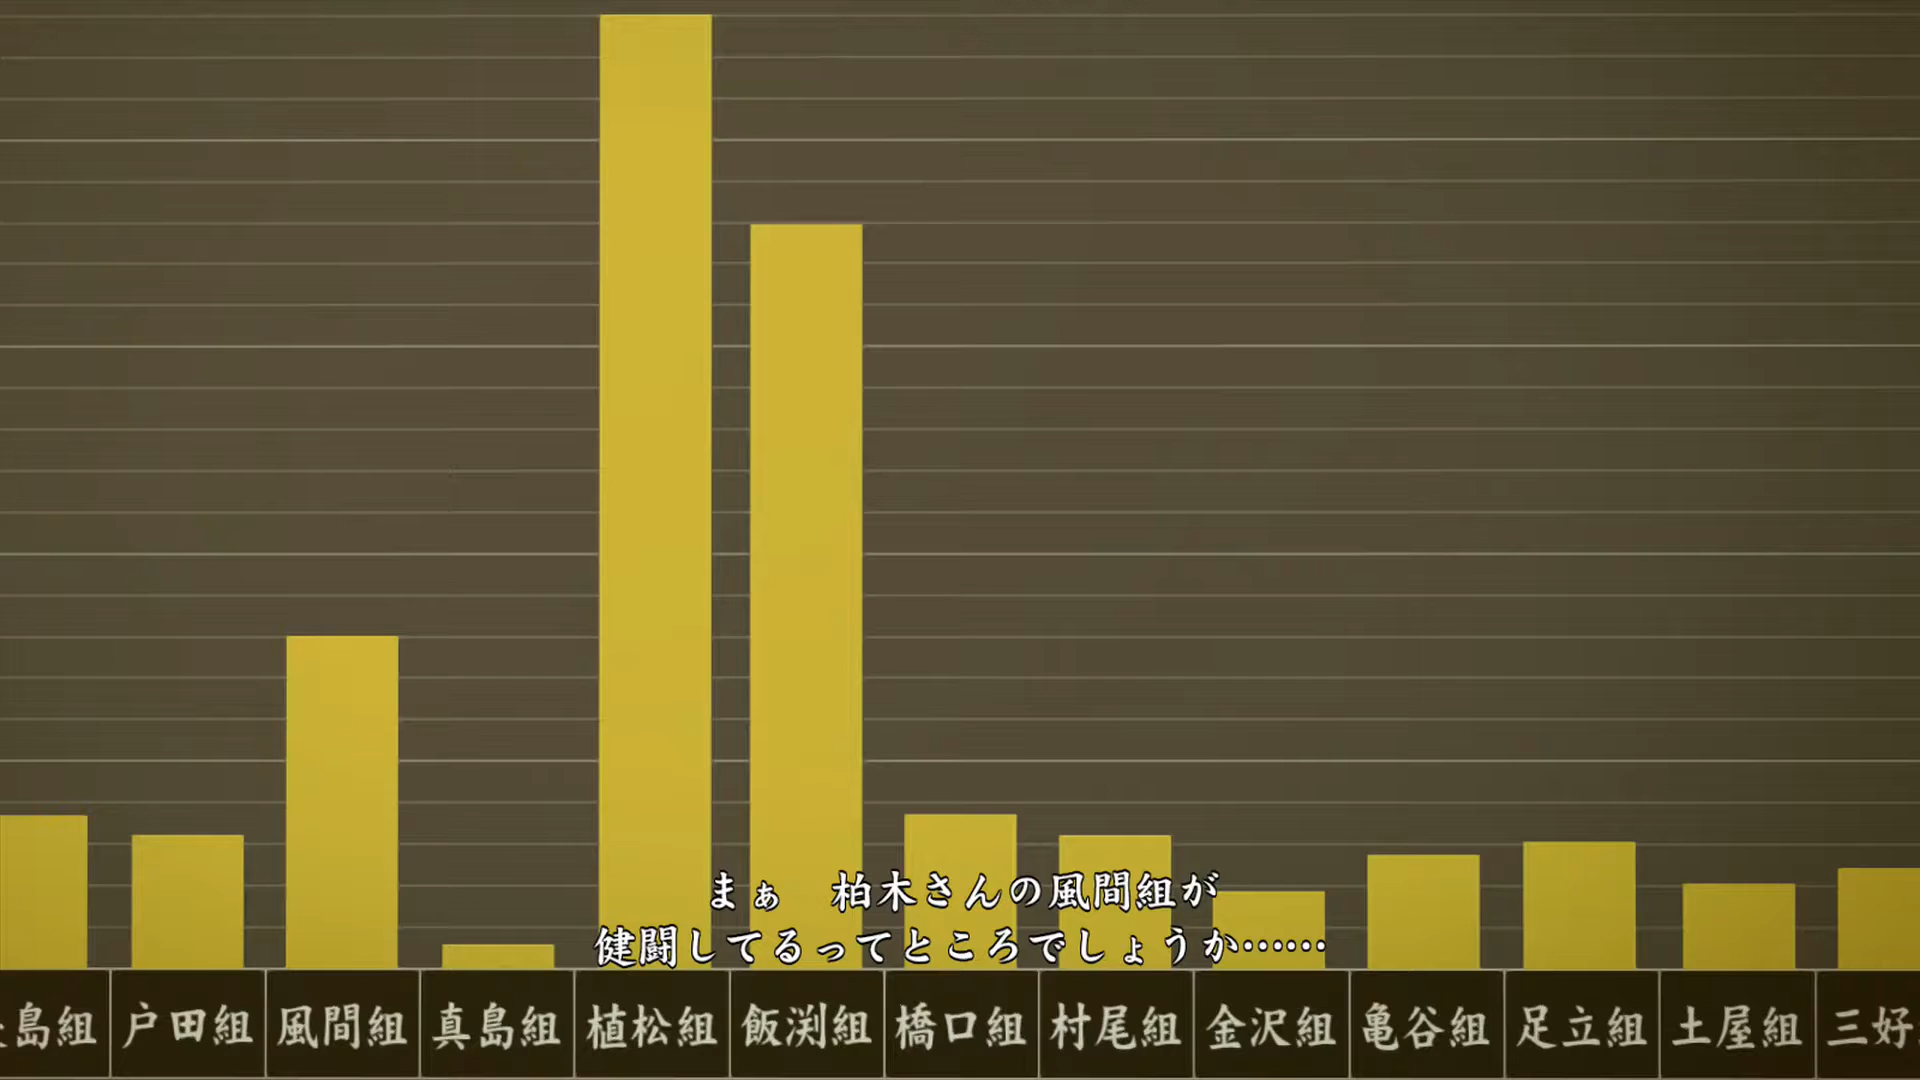 まぁ　柏木さんの風間組が
健闘してるってところでしょうか……
島組 戸田組 風間組 真島組 植松組 飯渕組 橋口組 村尾組 金沢組 亀谷組 足立組 土屋組 三好